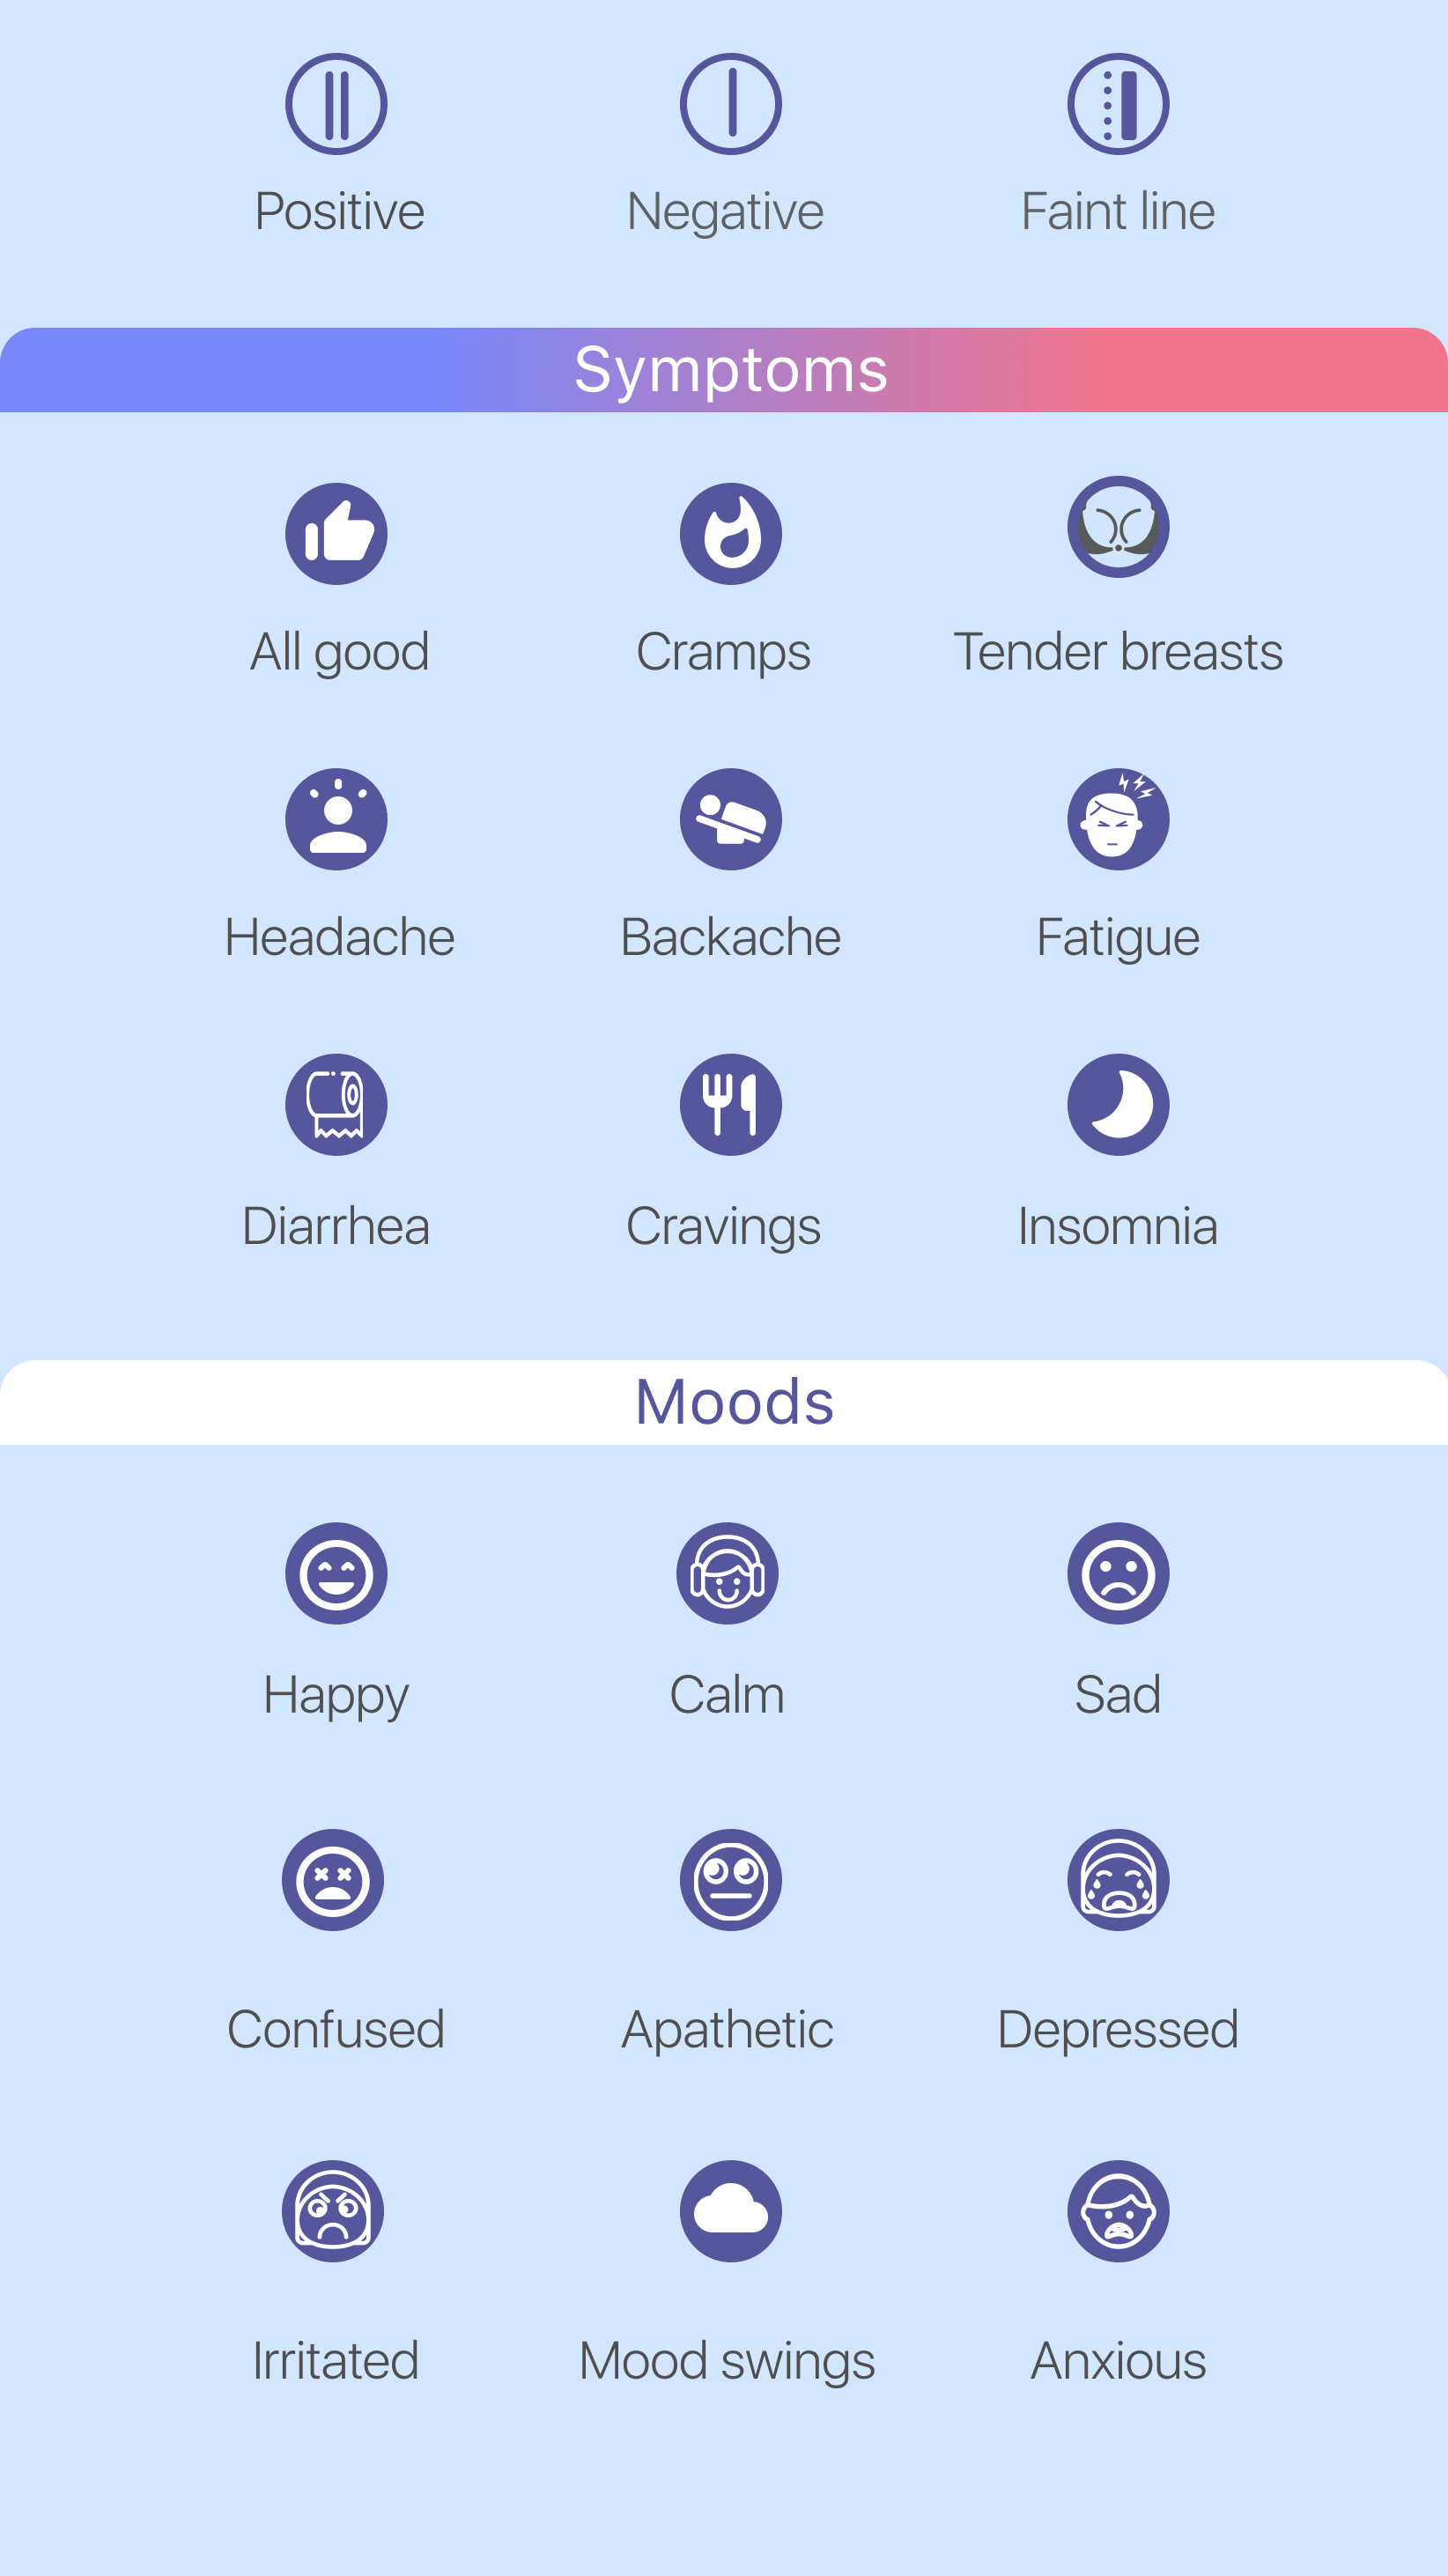 Positive Negative Faint line
Symptoms
All good Cramps Tender breasts
Headache Backache Fatigue
Diarrhea Cravings Insomnia
Moods
Happy Calm Sad
Confused Apathetic Depressed
Irritated Mood swings Anxious